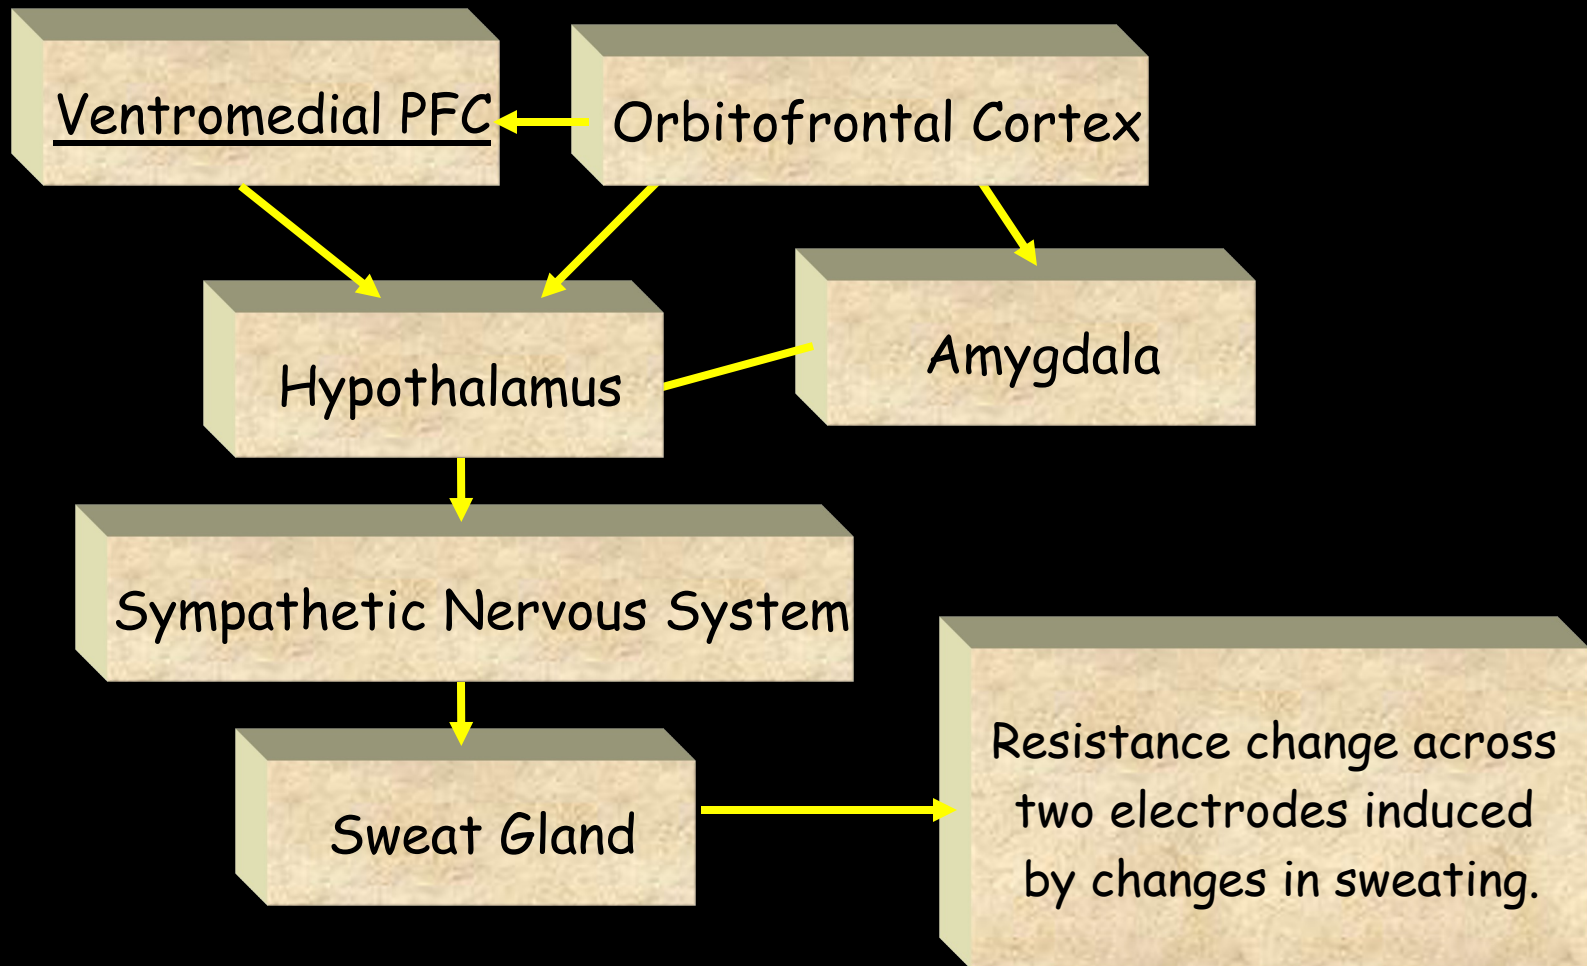 Ventromedial PFC
Orbitofrontal Cortex
Amygdala
Hypothalamus
Sympathetic Nervous System
Sweat Gland
Resistance change across
two electrodes induced
by changes in sweating.